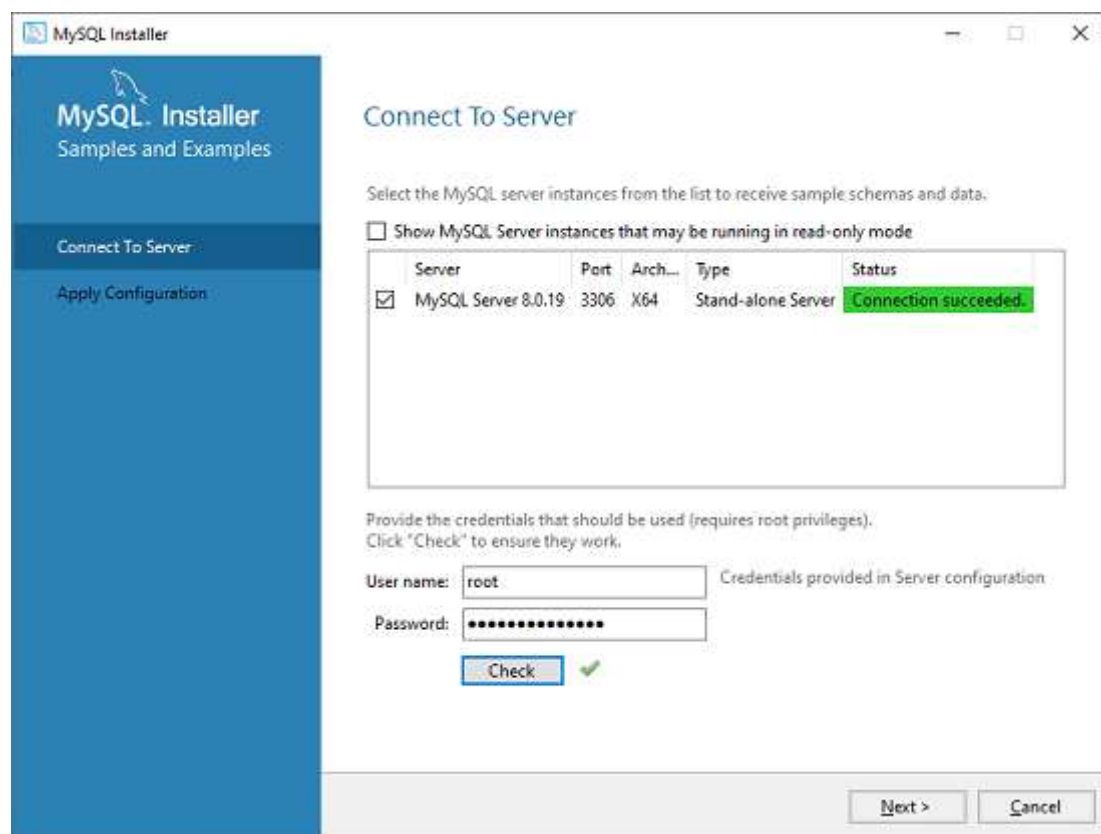 MySQL Installer
MySQL. Installer
Samples and Examples
Connect To Server
Apply Configuration
Connect To Server
Select the MySQL server instances from the list to receive sample schemas and data.
Show MySQL Server instances that may be running in read-only mode
Server Port Arch... Type Status
MySQL Server 8.0.19 3306 X64 Stand-alone Server Connection succeeded.
Provide the credentials that should be used (requires root privileges).
Click "Check" to ensure they work.
User name: root Credentials provided in Server configuration
Password: ••••••••••••••
Check
Next > Cancel